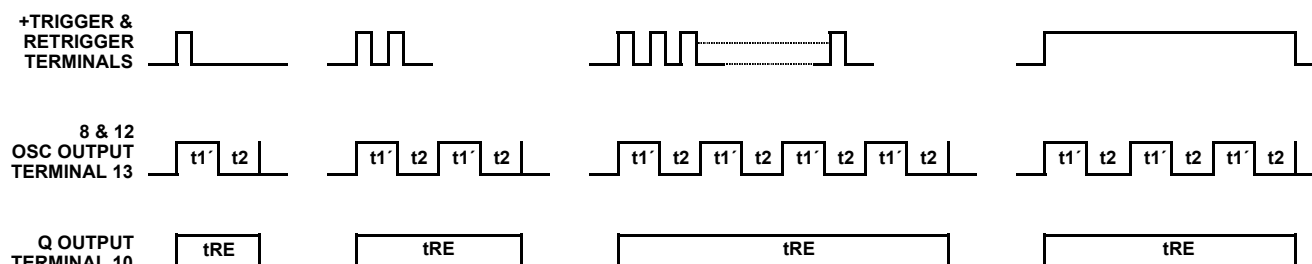 +TRIGGER &
RETRIGGER
TERMINALS
8 & 12
OSC OUTPUT
TERMINAL 13
t1´ t2 t1´ t2 t1´ t2 t1´ t2 t1´ t2 t1´ t2 t1´ t2 t1´ t2 t1´ t2 t1´ t2
Q OUTPUT
TERMINAL 10
tRE tRE tRE tRE